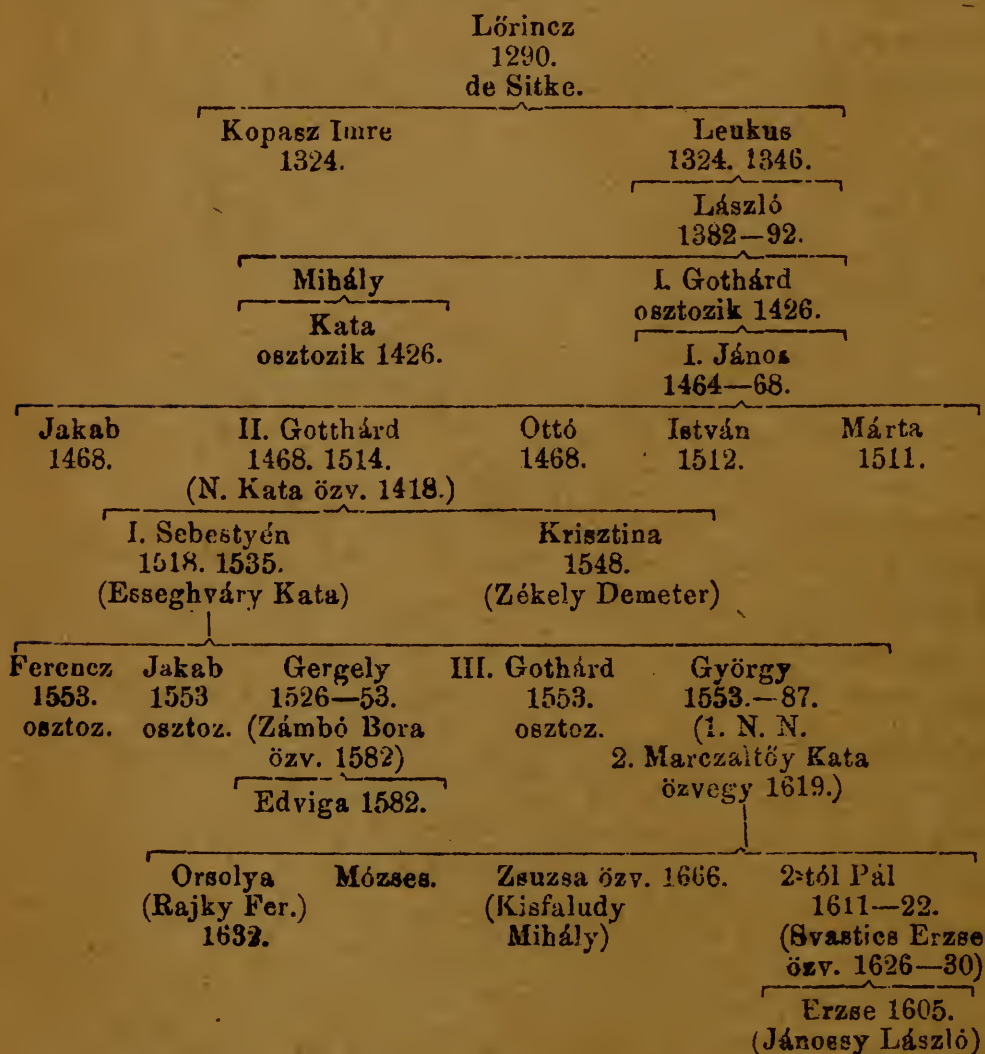 Lőrincz
1290.
de Sitke.
Kopasz Imre Leukus
1324. 1324. 1346.
László
1382—92.
Mihály I. Gothárd
Kata osztozik 1426.
osztozik 1426. I. János
1464—68.
Jakab II. Gotthárd Ottó István Márta
1468. 1468. 1514. 1468. 1512. 1511.
(N. Kata özv. 1418.)
I. Sebestyén Krisztina
1518. 1535. 1548.
(Esseghváry Kata) (Zékely Demeter)
Ferencz Jakab Gergely III. Gothárd György
1553. 1553 1526—53. 1553. 1553.—87.
osztoz. osztoz. (Zámbó Bora osztoz. (1. N. N.
özv. 1582) 2. Marczaltőy Kata
Edviga 1582. özvegy 1619.)
Orsolya Mózses. Zsuzsa özv. 1666. 2-tól Pál
(Rajky Fer.) (Kisfaludy 1611—22.
1632. Mihály) (Svastics Erzse
özv. 1626—30)
Erzse 1605.
(Jánossy László)